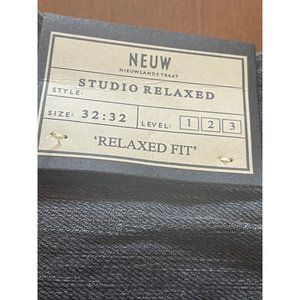 NEUW
NIEUWLANDSTRAAT
STYLE: STUDIO RELAXED
SIZE: 32:32 LEVEL: 1 2 3
'RELAXED FIT'